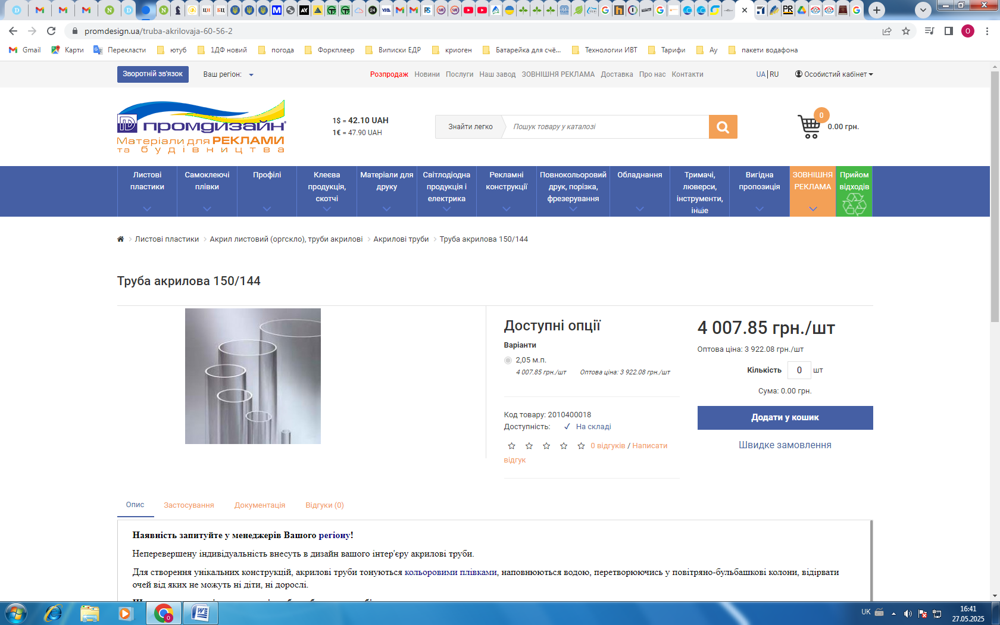 promdesign.ua/truba-akrilovaja-60-56-2
Gmail Карти Перекласти ютуб 1ДФ новий погода Форкплеер Виписки ЕДР криоген Батарейка для счё... Технологии ИВТ Тарифи Ау пакети водафона
Зворотній зв'язок Ваш регіон: Розпродаж Новини Послуги Наш завод ЗОВНІШНЯ РЕКЛАМА Доставка Про нас Контакти UA | RU Особистий кабінет
промдизайн
Матеріали для РЕКЛАМИ
та будівництва
1$ = 42.10 UAH
1€ = 47.90 UAH
Знайти легко Пошук товару у каталозі
0
0.00 грн.
Листові пластики
Самоклеючі плівки
Профілі
Клеєва продукція, скотчі
Матеріали для друку
Світлодіодна продукція і електрика
Рекламні конструкції
Повнокольоровий друк, порізка, фрезерування
Обладнання
Тримачі, люверси, інструменти, інше
Вигідна пропозиція
ЗОВНІШНЯ РЕКЛАМА
Прийом відходів
Листові пластики Акрил листовий (оргскло), труби акрилові Акрилові труби Труба акрилова 150/144
Труба акрилова 150/144
Доступні опції
Варіанти
2,05 м.п.
4 007.85 грн./шт Оптова ціна: 3 922.08 грн./шт
Код товару: 2010400018
Доступність: На складі
0 відгуків / Написати
відгук
4 007.85 грн./шт
Оптова ціна: 3 922.08 грн./шт
Кількість 0 шт
Сума: 0.00 грн.
Додати у кошик
Швидке замовлення
Опис Застосування Документація Відгуки (0)
Наявність запитуйте у менеджерів Вашого регіону!
Неперевершену індивідуальність внесуть в дизайн вашого інтер'єру акрилові труби.
Для створення унікальних конструкцій, акрилові труби тонуються кольоровими плівками, наповнюються водою, перетворюючись у повітряно-бульбашкові колони, відірвати
очей від яких не можуть ні діти, ні дорослі.
UK
16:41
27.05.2025